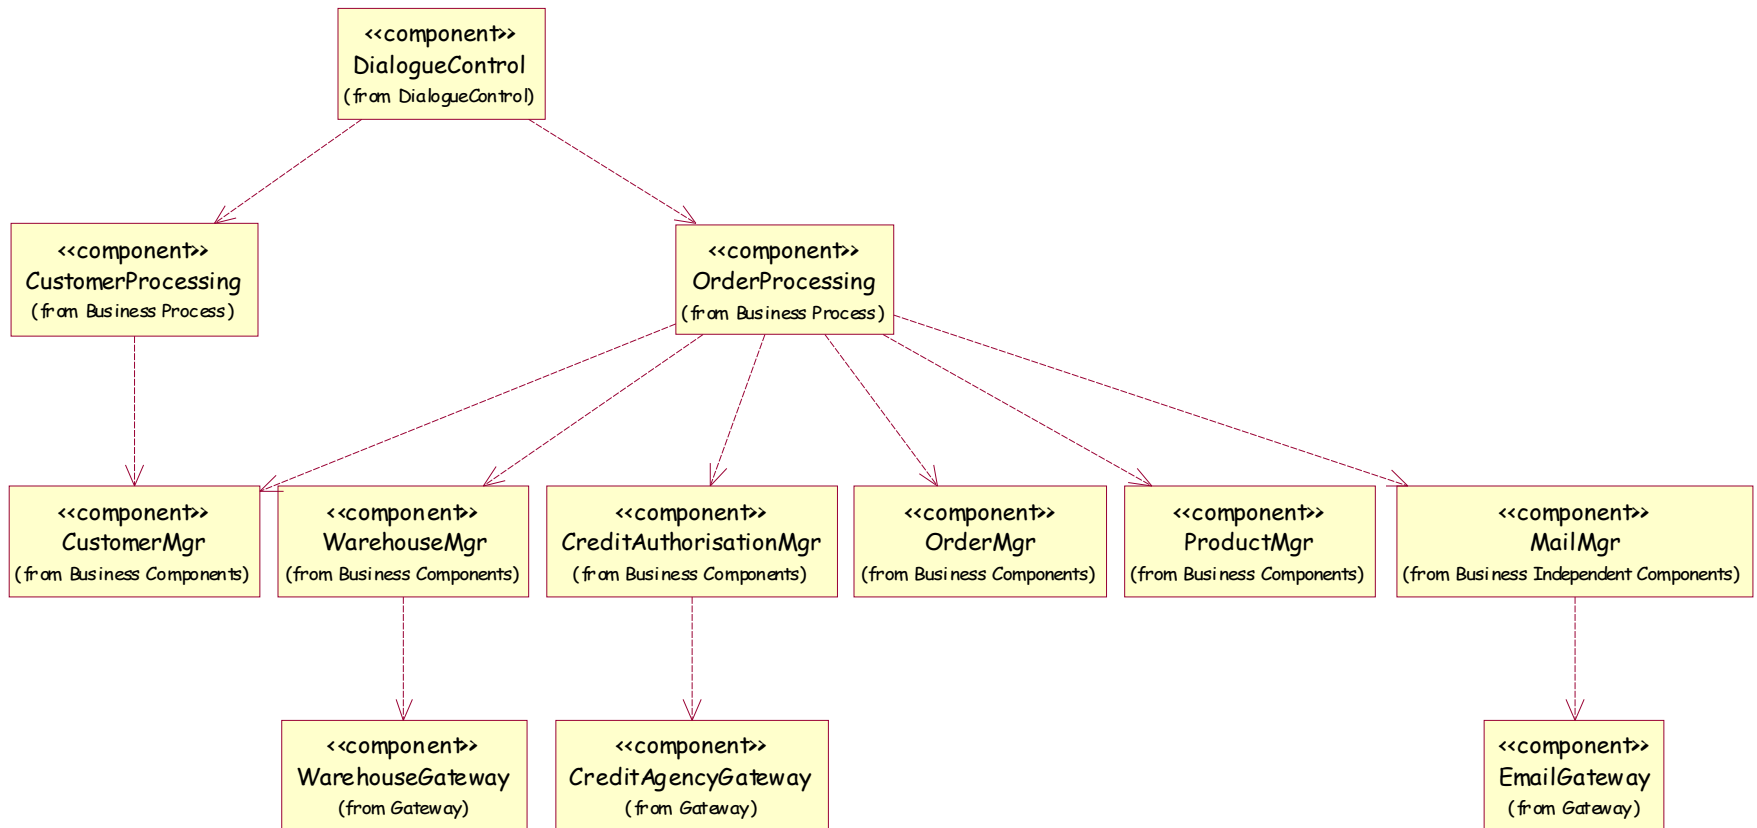 <<component>>
DialogueControl
(from DialogueControl)
<<component>>
CustomerProcessing
(from Business Process)
<<component>>
OrderProcessing
(from Business Process)
<<component>>
CustomerMgr
(from Business Components)
<<component>>
WarehouseMgr
(from Business Components)
<<component>>
CreditAuthorisationMgr
(from Business Components)
<<component>>
OrderMgr
(from Business Components)
<<component>>
ProductMgr
(from Business Components)
<<component>>
MailMgr
(from Business Independent Components)
<<component>>
WarehouseGateway
(from Gateway)
<<component>>
CreditAgencyGateway
(from Gateway)
<<component>>
EmailGateway
(from Gateway)